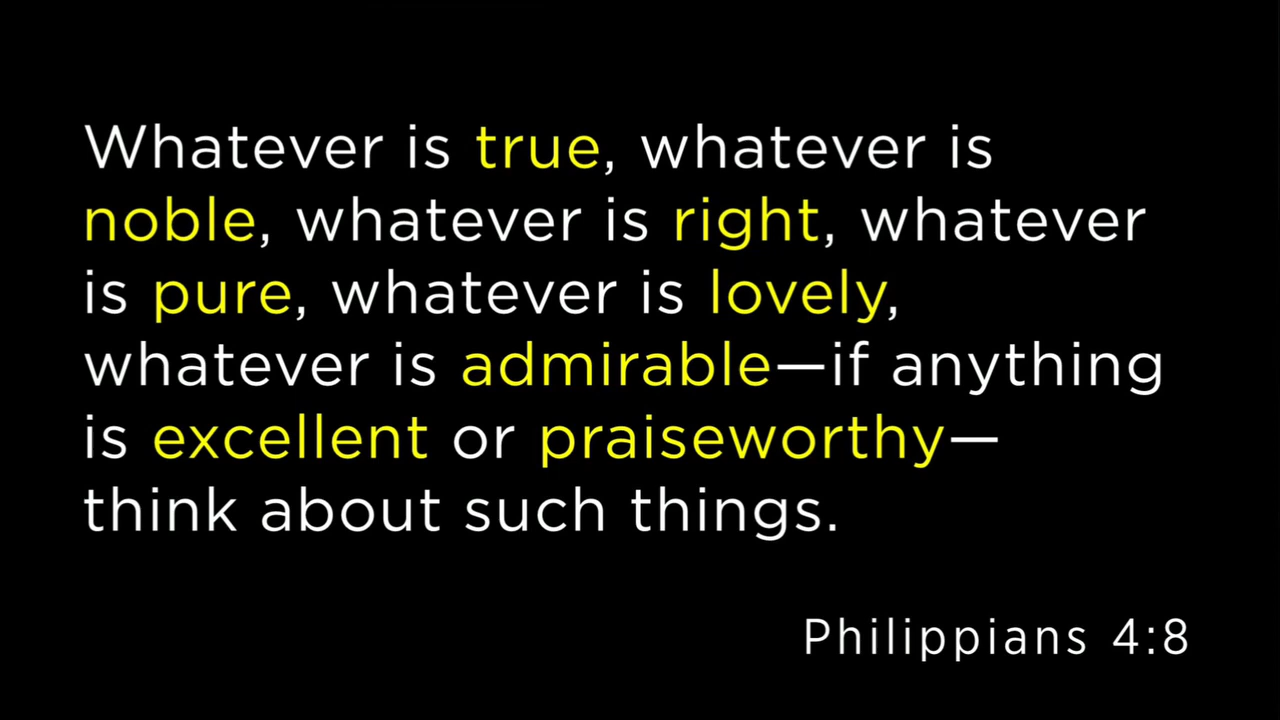 Whatever is true, whatever is
noble, whatever is right, whatever
is pure, whatever is lovely,
whatever is admirable—if anything
is excellent or praiseworthy—
think about such things.
Philippians 4:8